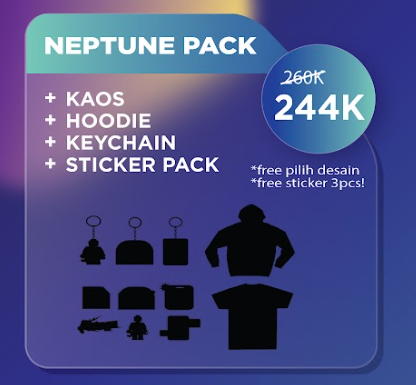 NEPTUNE PACK
260K
244K
+ KAOS
+ HOODIE
+ KEYCHAIN
+ STICKER PACK
*free pilih desain
*free sticker 3pcs!